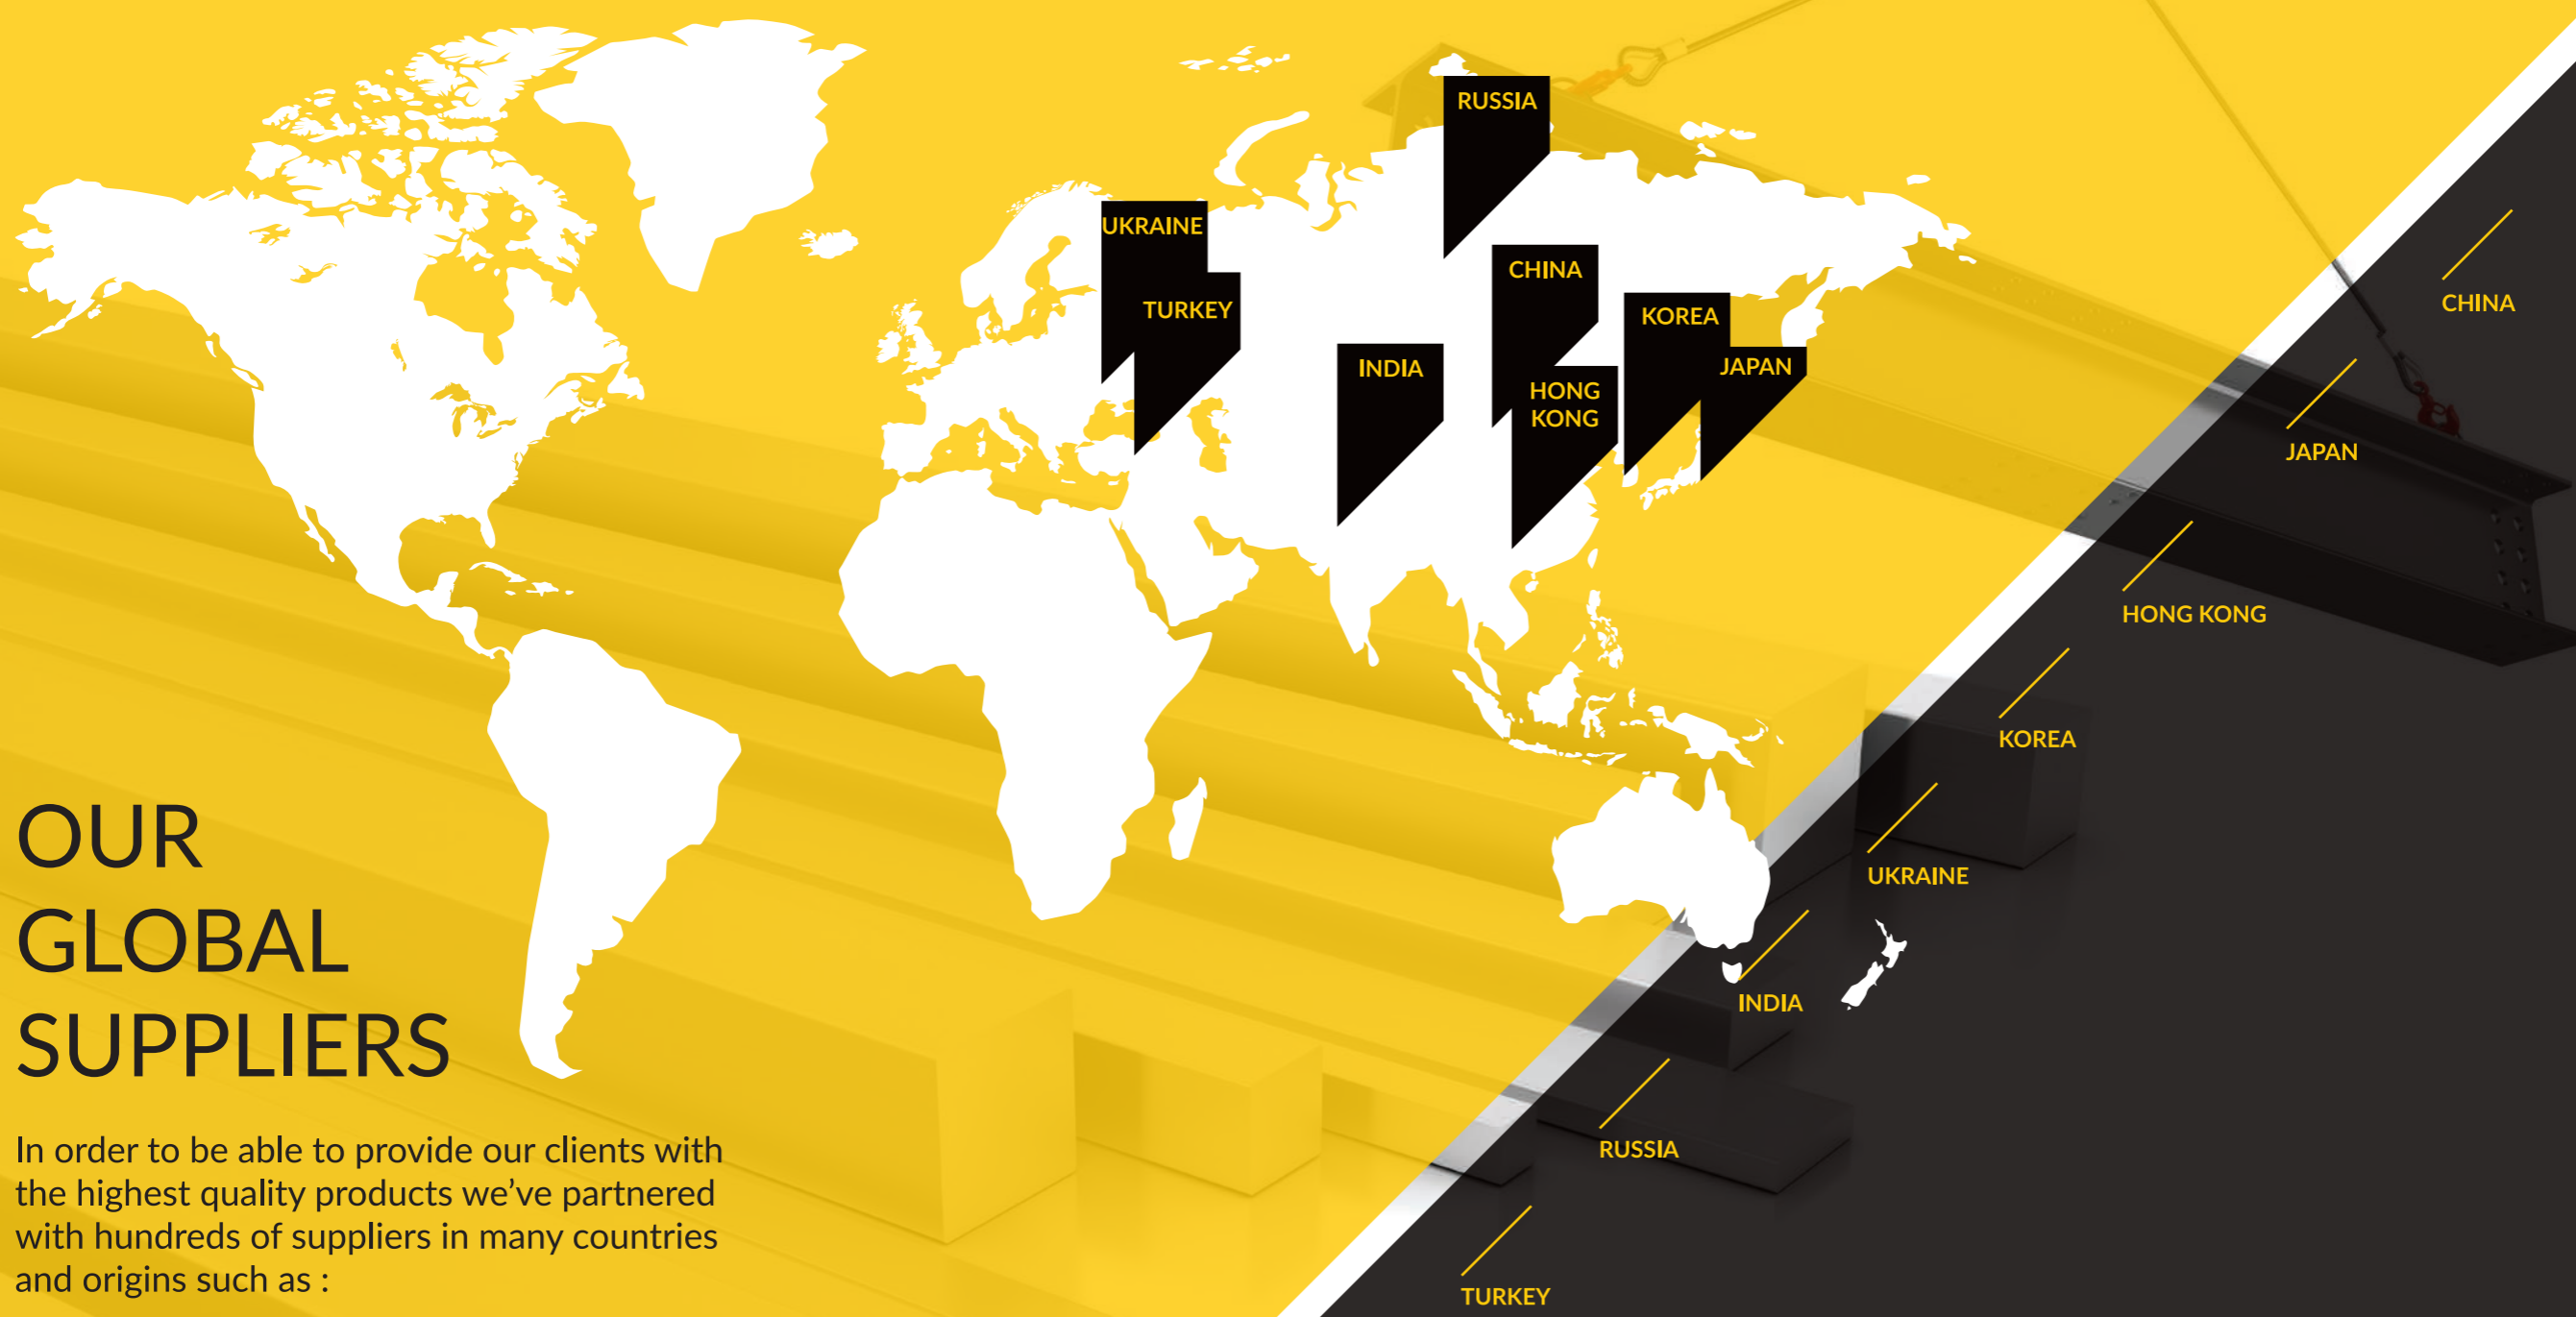 RUSSIA
UKRAINE
CHINA
TURKEY
KOREA
INDIA
JAPAN
HONG
KONG
OUR
GLOBAL
SUPPLIERS
In order to be able to provide our clients with
the highest quality products we’ve partnered
with hundreds of suppliers in many countries
and origins such as :
CHINA
JAPAN
HONG KONG
KOREA
UKRAINE
INDIA
RUSSIA
TURKEY